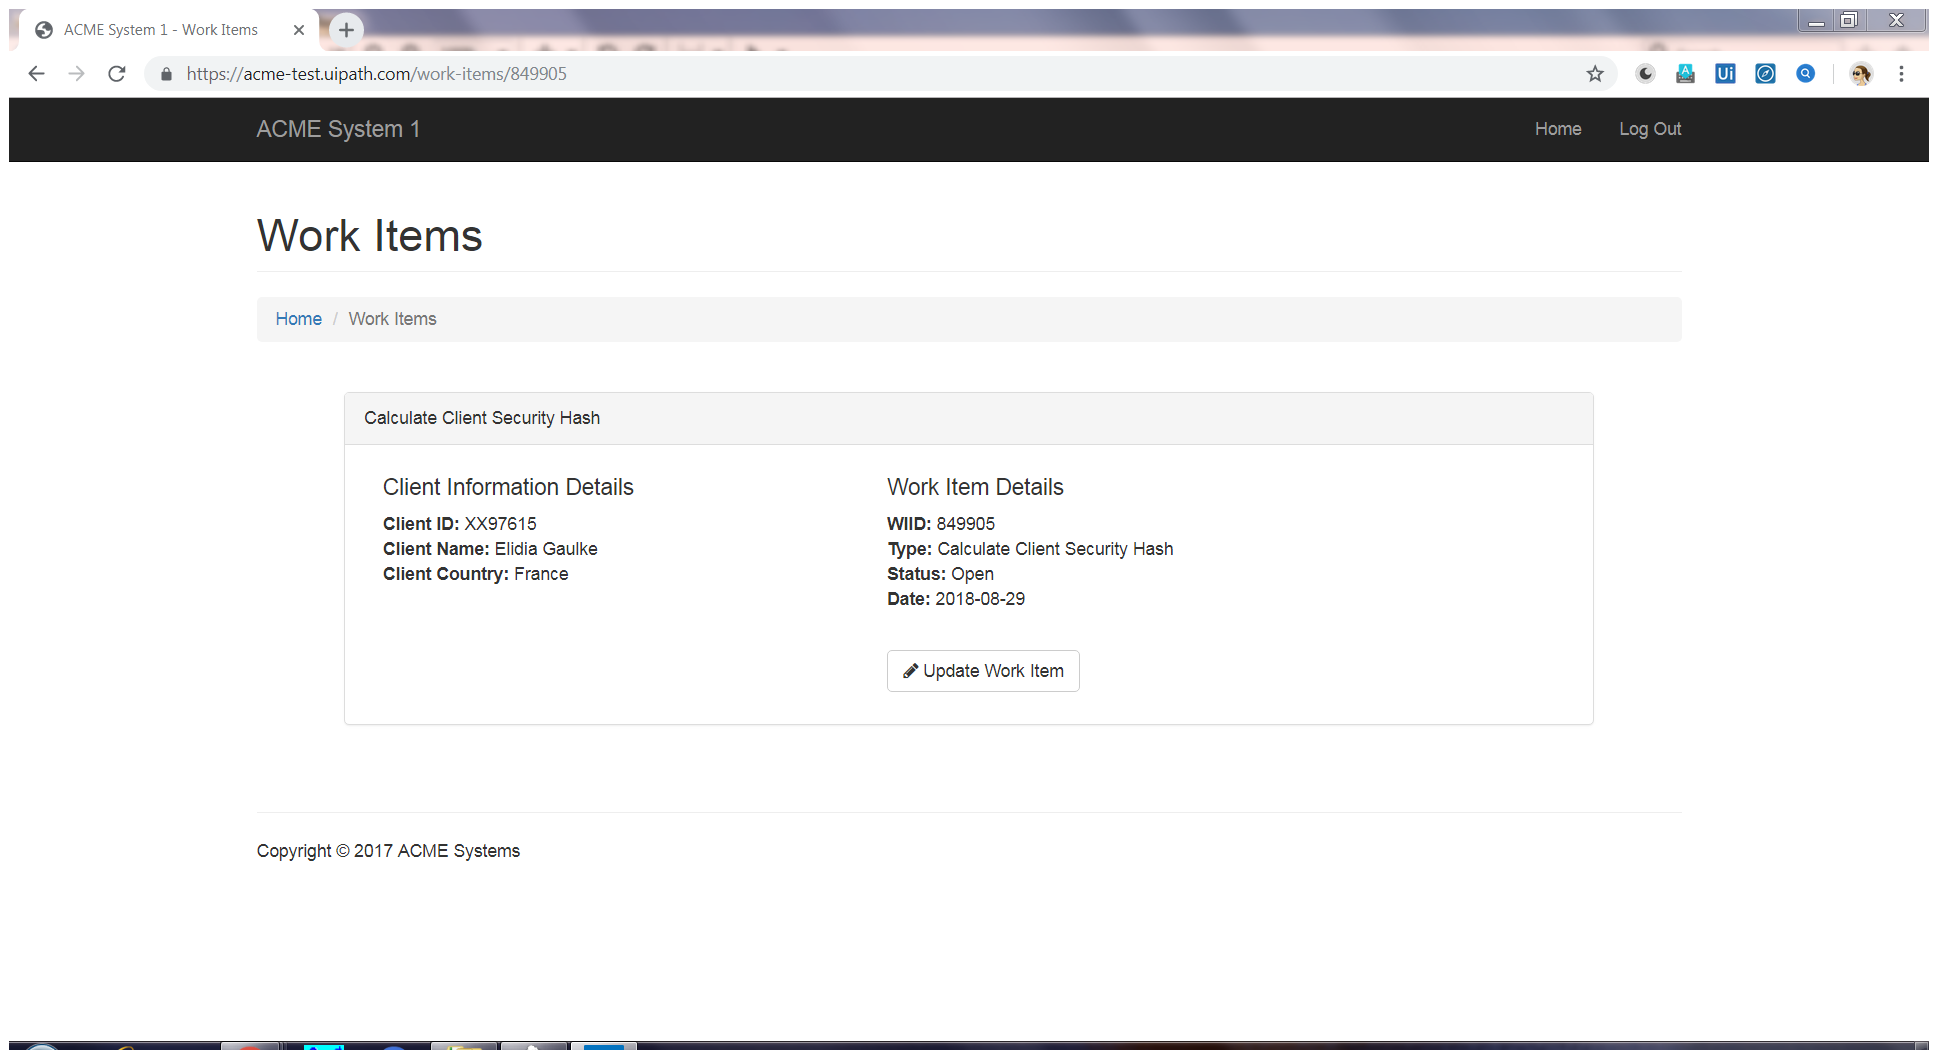 ACME System 1 - Work Items
https://acme-test.uipath.com/work-items/849905
ACME System 1
Home
Log Out
Work Items
Home / Work Items
Calculate Client Security Hash
Client Information Details
Client ID: XX97615
Client Name: Elidia Gaulke
Client Country: France
Work Item Details
WIID: 849905
Type: Calculate Client Security Hash
Status: Open
Date: 2018-08-29
Update Work Item
Copyright © 2017 ACME Systems